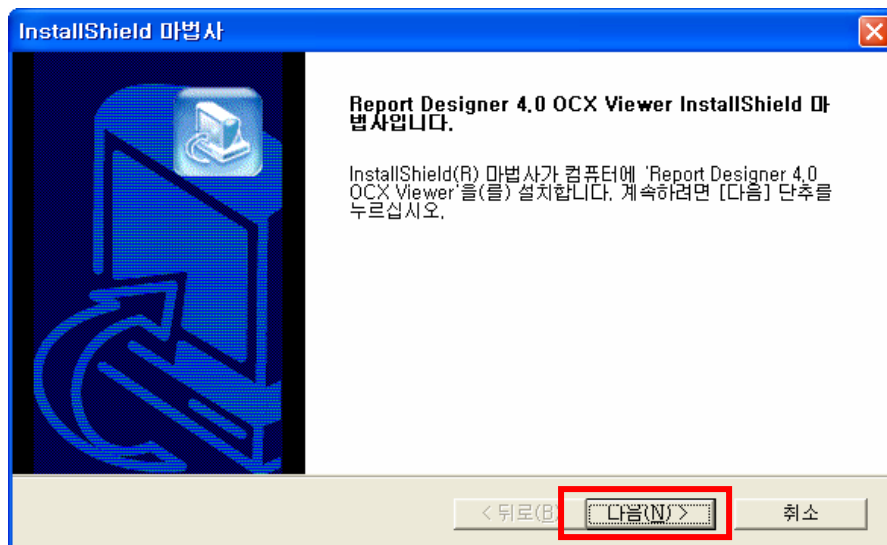 InstallShield 마법사
Report Designer 4.0 OCX Viewer InstallShield 마
법사입니다.
InstallShield(R) 마법사가 컴퓨터에 'Report Designer 4.0
OCX Viewer'을(를) 설치합니다. 계속하려면 [다음] 단추를
누르십시오.
< 뒤로(B) 다음(N) > 취소